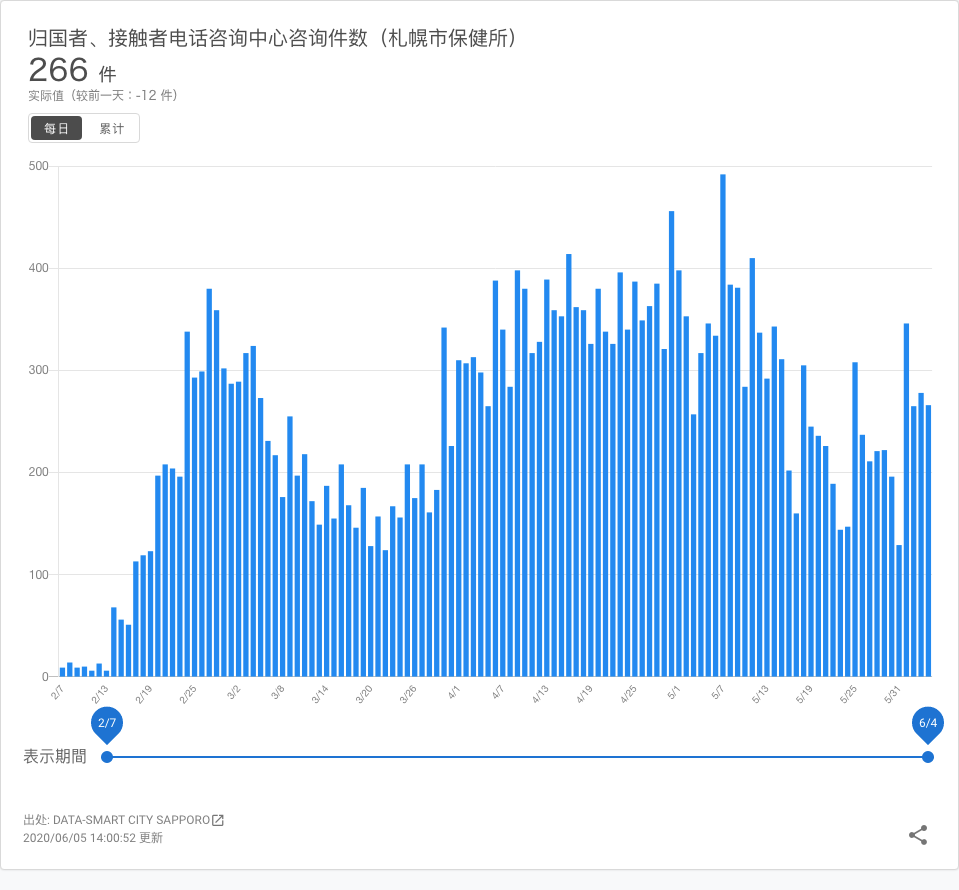 归国者、接触者电话咨询中心咨询件数（札幌市保健所）
266 件
实际值（较前一天：-12 件）
每日 累计
500
400
300
200
100
0
2/7 2/13 2/19 2/25 3/2 3/8 3/14 3/20 3/26 4/1 4/7 4/13 4/19 4/25 5/1 5/7 5/13 5/19 5/25 5/31
2/7 6/4
表示期間
出处: DATA-SMART CITY SAPPORO
2020/06/05 14:00:52 更新